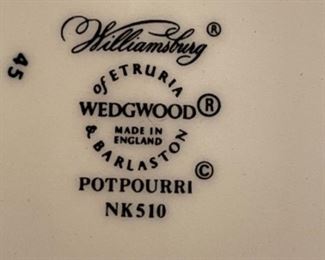 Williamsburg®
45
of ETRURIA
WEDGWOOD®
MADE IN
ENGLAND
& BARLASTON
POTPOURRI©
NK510